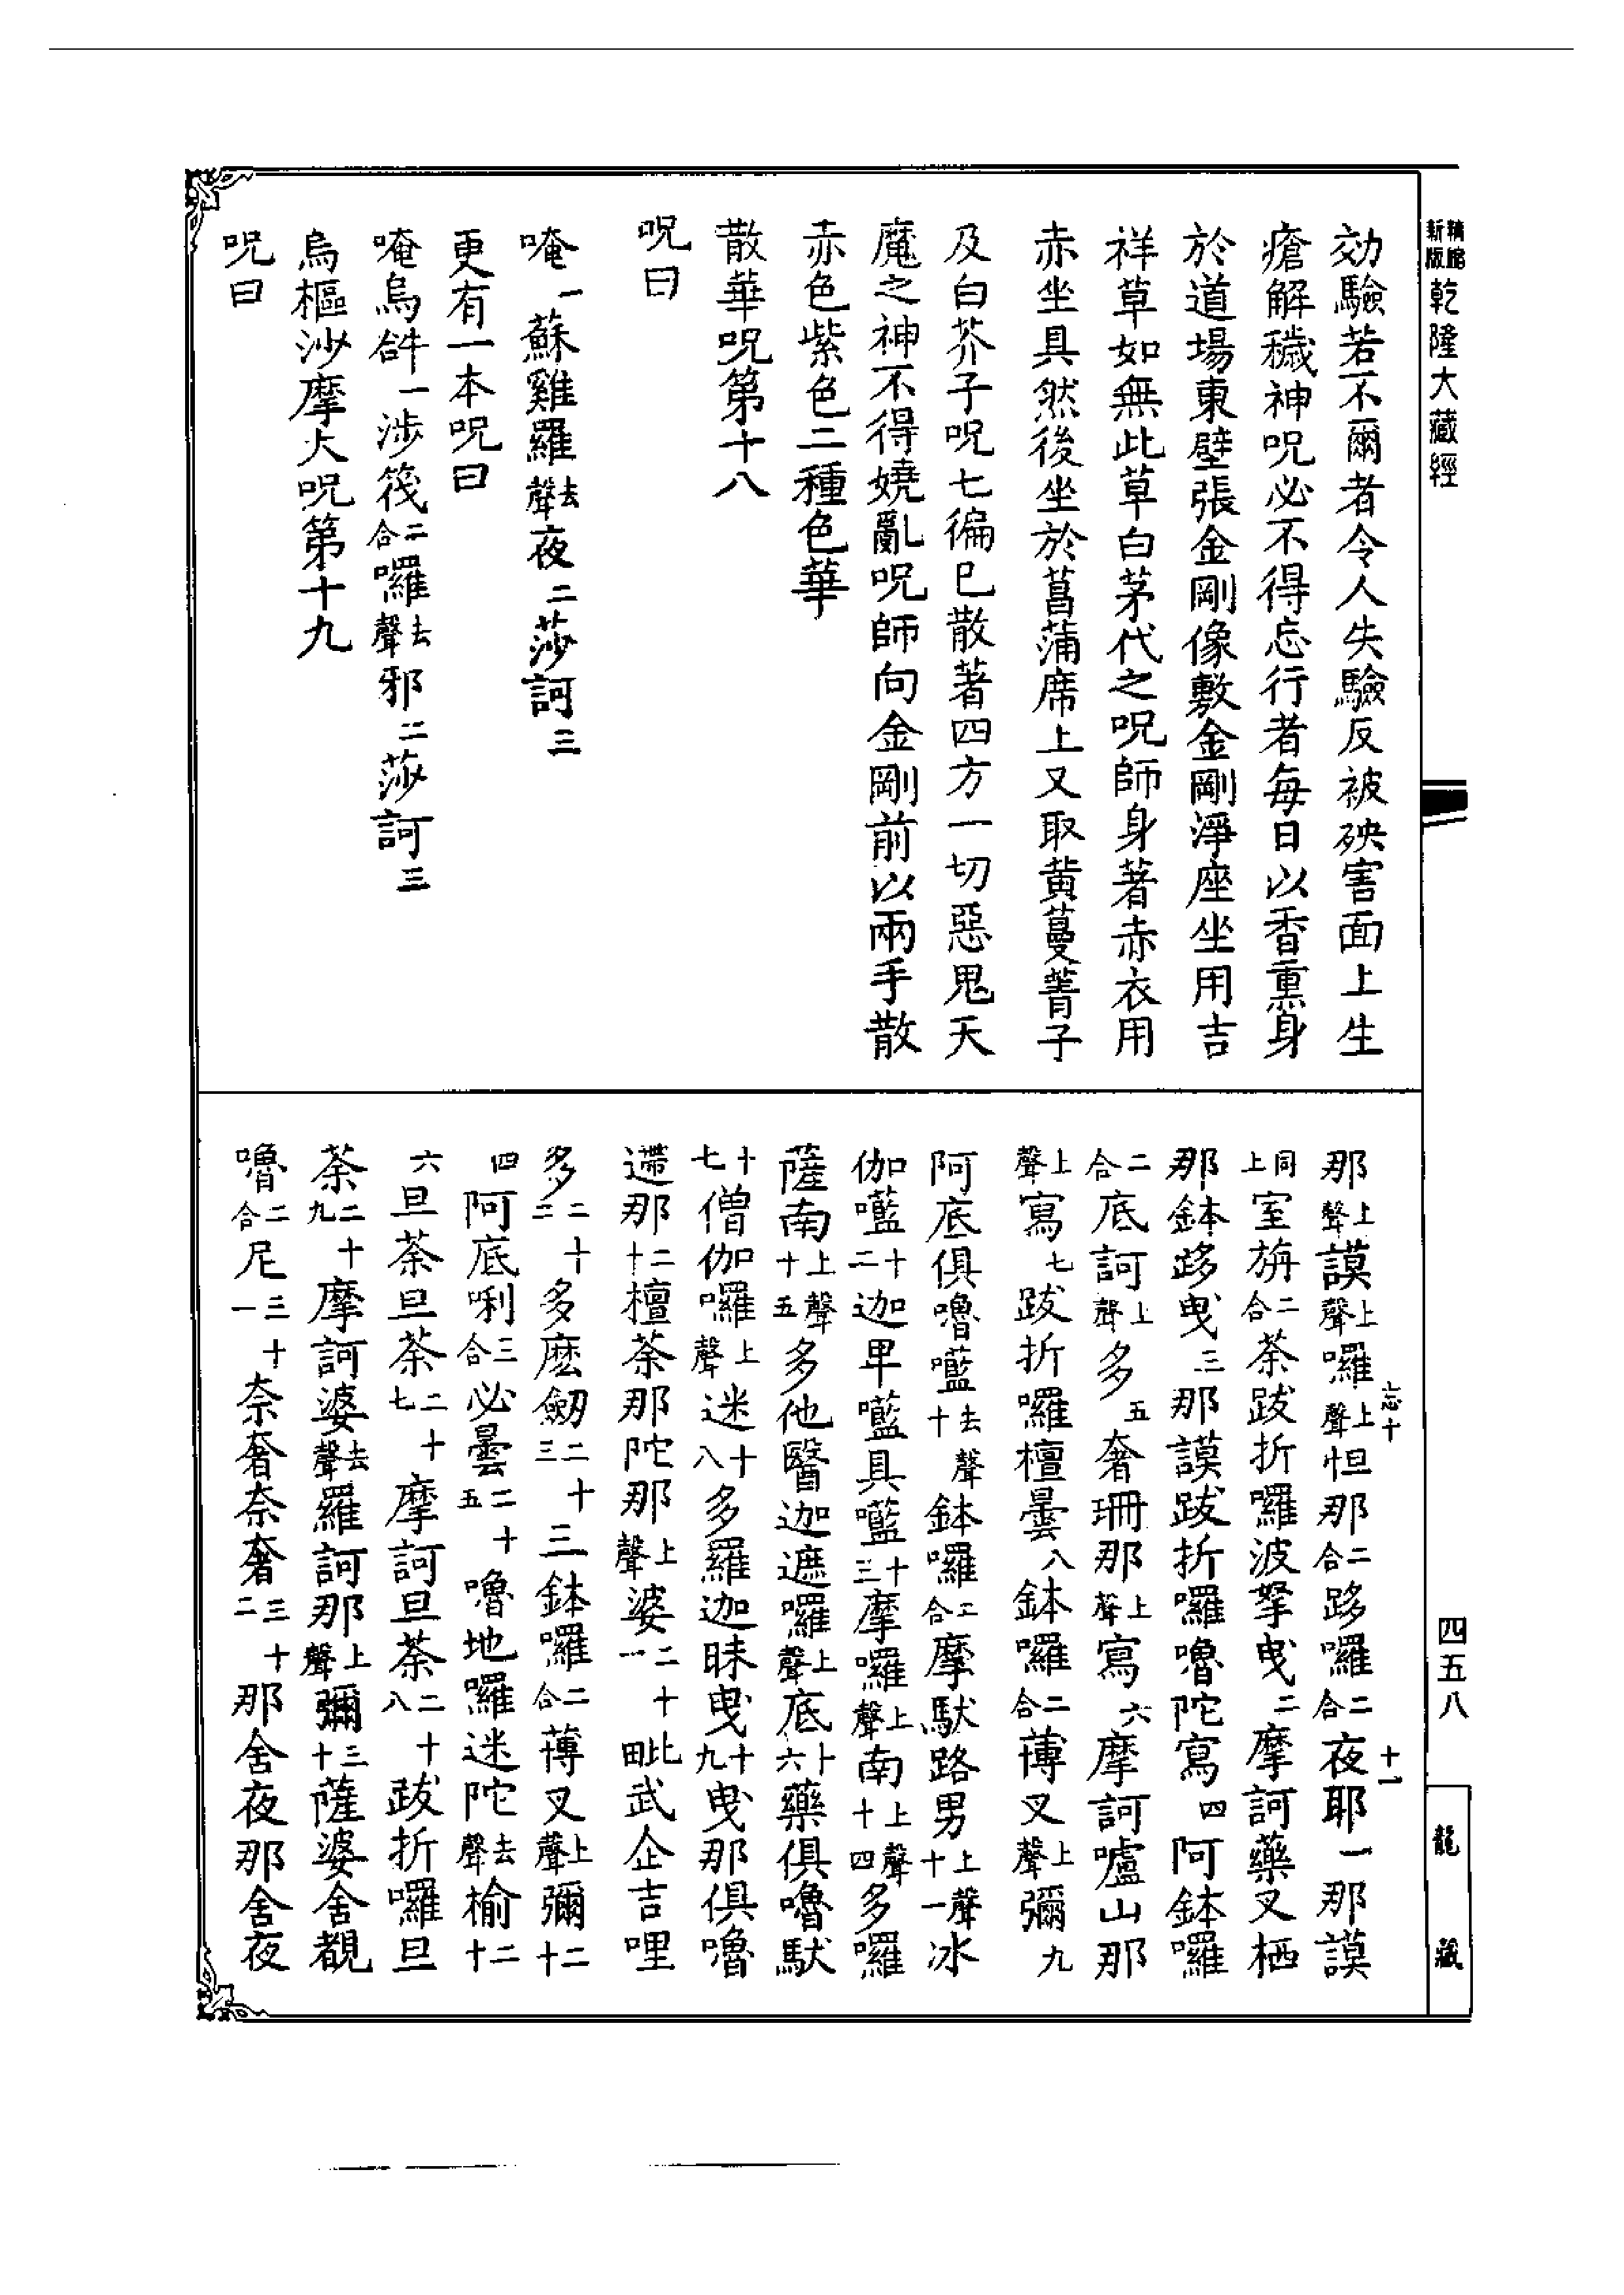 新版
精縮
乾隆大藏經
四五八
龍藏
効驗若不爾者令人失驗反被殃害面上生
瘡解穢神呪必不得忘行者每日以香熏身
於道場東壁張金剛像敷金剛淨座坐用吉
祥草如無此草白茅代之呪師身著赤衣用
赤坐具然後坐於菖蒲席上又取黃蔓菁子
及白芥子呪七徧已散著四方一切惡鬼天
魔之神不得嬈亂呪師向金剛前以兩手散
赤色紫色二種色華
散華呪第十八
呪曰
唵一蘇雞羅去聲夜二莎訶三
更有一本呪曰
唵烏𤙖一涉筏二合囉去聲邪二莎訶三
烏樞沙摩大呪第十九
呪曰
忘十
十一
那上聲謨上聲囉上聲怛那二合跢囉二合夜耶一那謨
同上室旃二合荼跋折囉波拏曳二摩訶藥叉栖
那鉢跢曳三那謨跋折囉嚕陀寫四阿鉢囉
二合底訶上聲多五奢珊那上聲寫六摩訶嚧山那
上聲寫七跋折囉檀曇八鉢囉二合薄叉上聲彌九
阿底俱嚕㘕去聲十鉢囉二合摩馱路男上聲十一冰
伽㘕十二迦畢㘕具㘕十三摩囉上聲南上聲十四多囉
薩南上聲十五多他醫迦遮囉上聲底十六藥俱嚕馱
十七僧伽囉上聲迷十八多羅迦昧曳十九曳那俱嚕
遰那二十檀荼那陀那上聲婆二十一毗武企吉哩
多二十二多麽劒二十三三鉢囉二合薄叉上聲彌二十
四阿底唎三合必曇二十五嚕地囉迷陀去聲榆二十
六旦荼旦荼二十七摩訶旦荼二十八跋折囉旦
荼二十九摩訶婆去聲羅訶那上聲彌三十薩婆舍覩
嚕二合尼三十一奈奢奈奢三十二那舍夜那舍夜